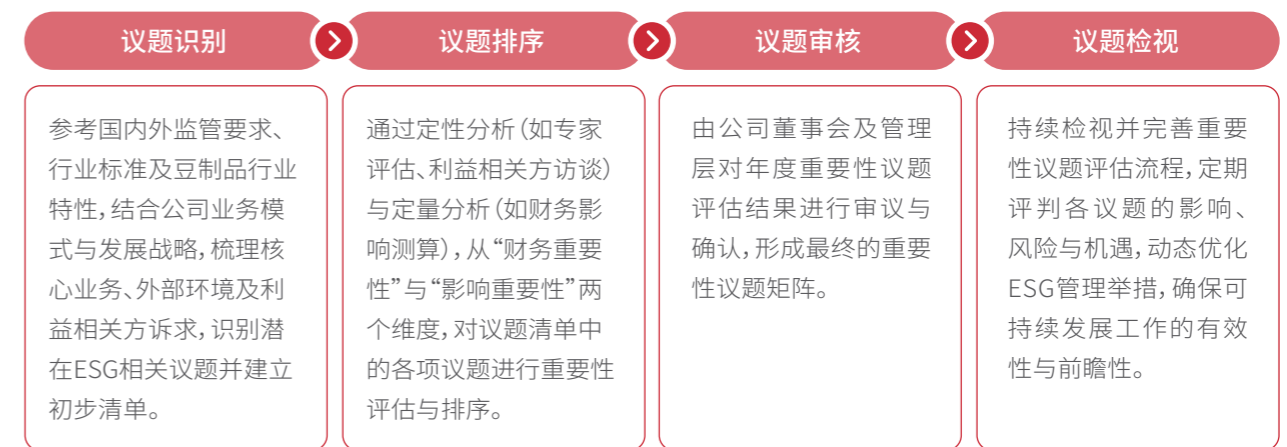 议题识别
议题排序
议题审核
议题检视
参考国内外监管要求、
行业标准及豆制品行业
特性，结合公司业务模
式与发展战略，梳理核
心业务、外部环境及利
益相关方诉求，识别潜
在ESG相关议题并建立
初步清单。
通过定性分析（如专家
评估、利益相关方访谈）
与定量分析（如财务影
响测算），从“财务重要
性”与“影响重要性”两
个维度，对议题清单中
的各项议题进行重要性
评估与排序。
由公司董事会及管理
层对年度重要性议题
评估结果进行审议与
确认，形成最终的重要
性议题矩阵。
持续检视并完善重要
性议题评估流程，定期
评判各议题的影响、
风险与机遇，动态优化
ESG管理举措，确保可
持续发展工作的有效
性与前瞻性。